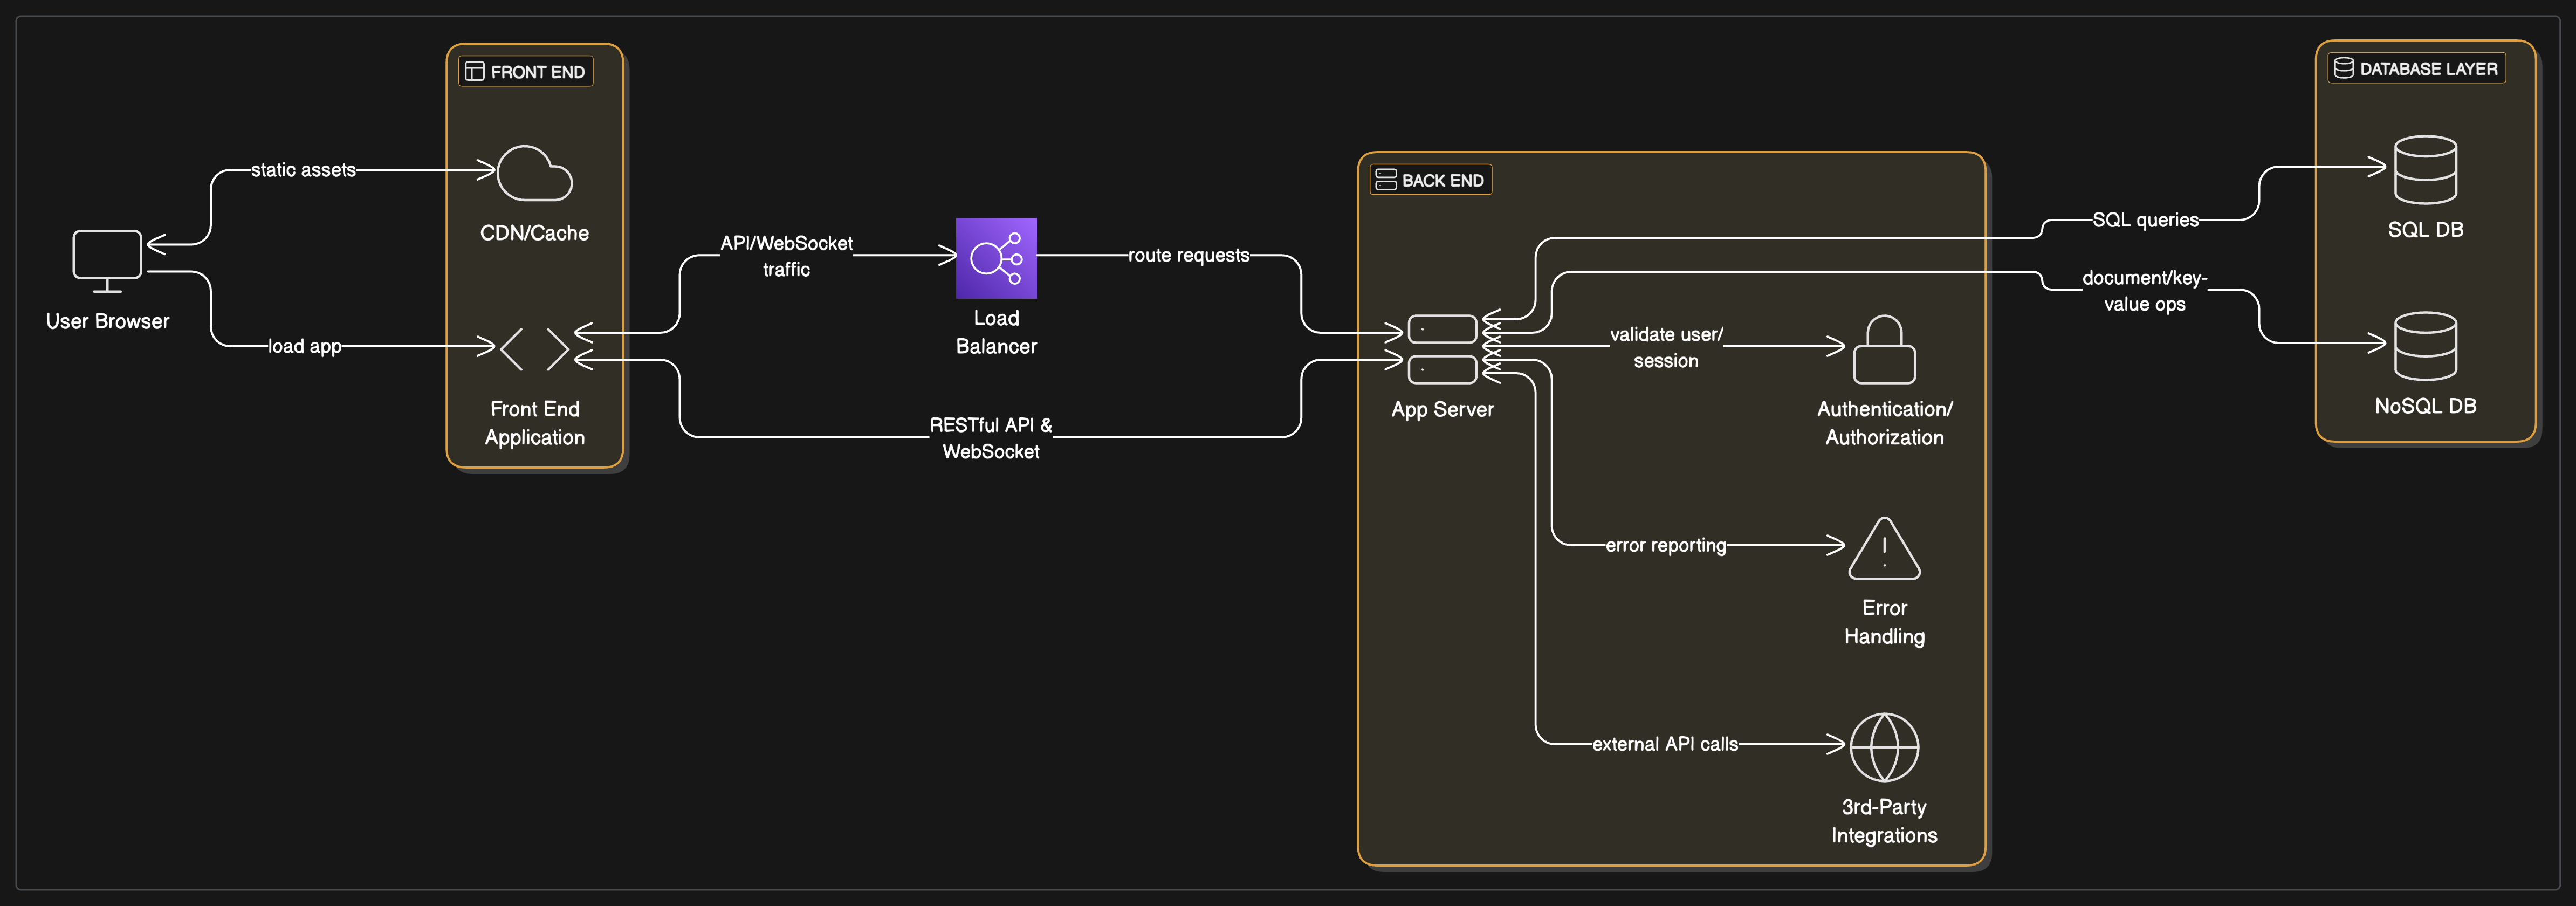 FRONT END
static assets
CDN/Cache
User Browser
load app
Front End
Application
API/WebSocket
traffic
Load
Balancer
route requests
RESTful API &
WebSocket
BACK END
App Server
validate user/
session
Authentication/
Authorization
error reporting
Error
Handling
external API calls
3rd-Party
Integrations
SQL queries
document/key-
value ops
DATABASE LAYER
SQL DB
NoSQL DB